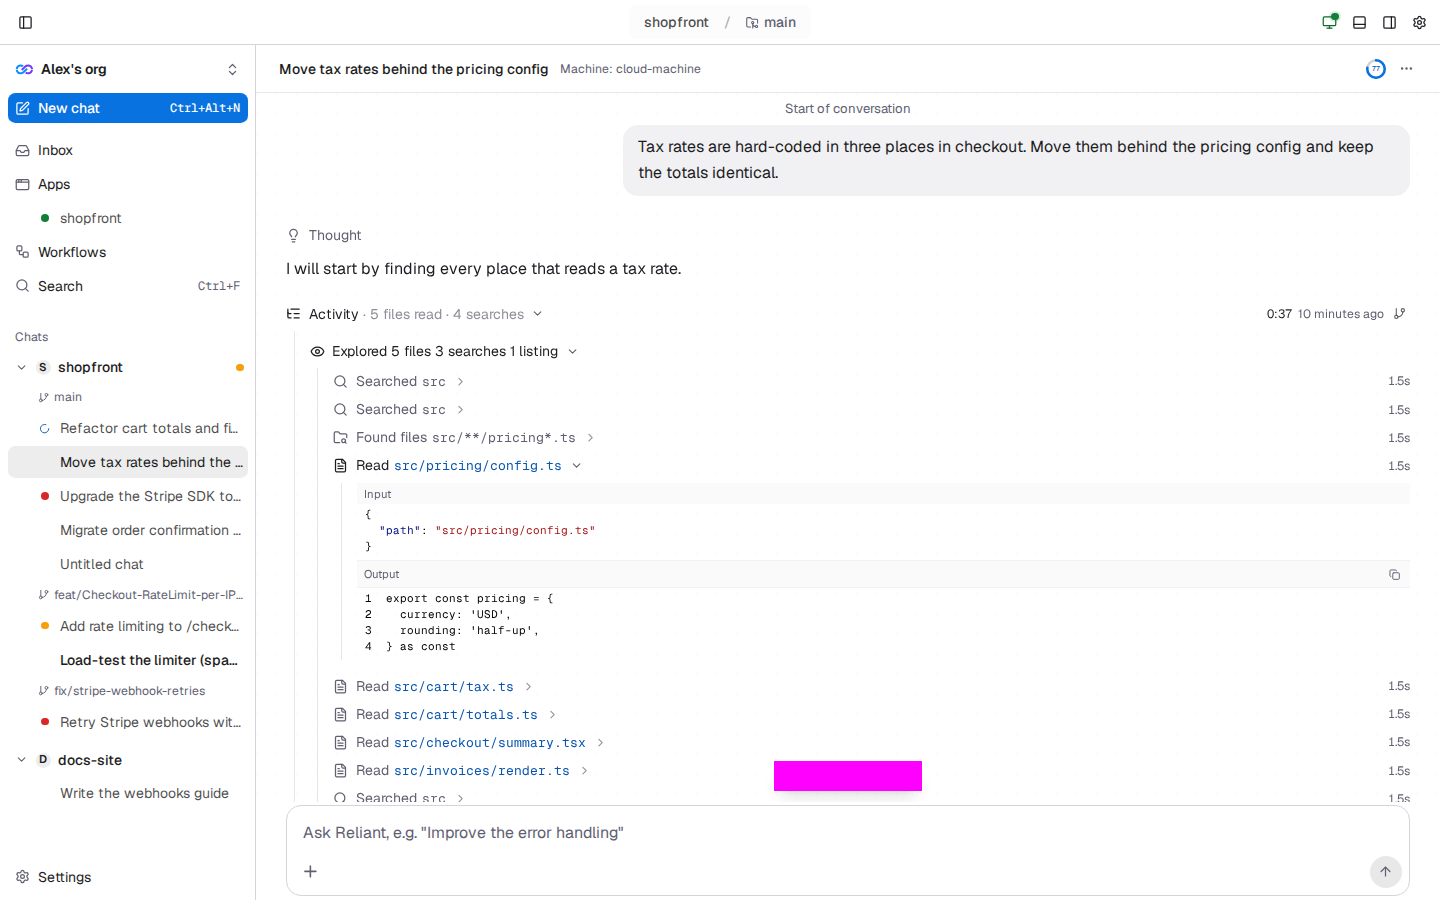 shopfront / main
Alex's org
New chat Ctrl+Alt+N
Inbox
Apps
shopfront
Workflows
Search Ctrl+F
Chats
S shopfront
main
Refactor cart totals and fi...
Move tax rates behind the ...
Upgrade the Stripe SDK to...
Migrate order confirmation ...
Untitled chat
feat/Checkout-RateLimit-per-IP...
Add rate limiting to /check...
Load-test the limiter (spa...
fix/stripe-webhook-retries
Retry Stripe webhooks wit...
D docs-site
Write the webhooks guide
Settings
Move tax rates behind the pricing config Machine: cloud-machine 77
Start of conversation
Tax rates are hard-coded in three places in checkout. Move them behind the pricing config and keep
the totals identical.
Thought
I will start by finding every place that reads a tax rate.
Activity · 5 files read · 4 searches 0:37 10 minutes ago
Explored 5 files 3 searches 1 listing
Searched src 1.5s
Searched src 1.5s
Found files src/**/pricing*.ts 1.5s
Read src/pricing/config.ts 1.5s
Input
{
"path": "src/pricing/config.ts"
}
Output
1 export const pricing = {
2 currency: 'USD',
3 rounding: 'half-up',
4 } as const
Read src/cart/tax.ts 1.5s
Read src/cart/totals.ts 1.5s
Read src/checkout/summary.tsx 1.5s
Read src/invoices/render.ts 1.5s
Searched src 1.5s
Ask Reliant, e.g. "Improve the error handling"